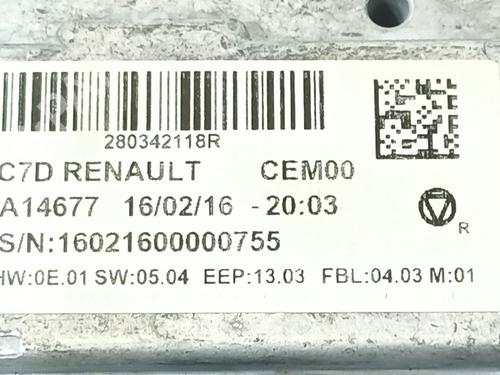 280342118R
C7D RENAULT CEM00
A14677 16/02/16 - 20:03
R
S/N:16021600000755
HW:0E.01 SW:05.04 EEP:13.03 FBL:04.03 M:01